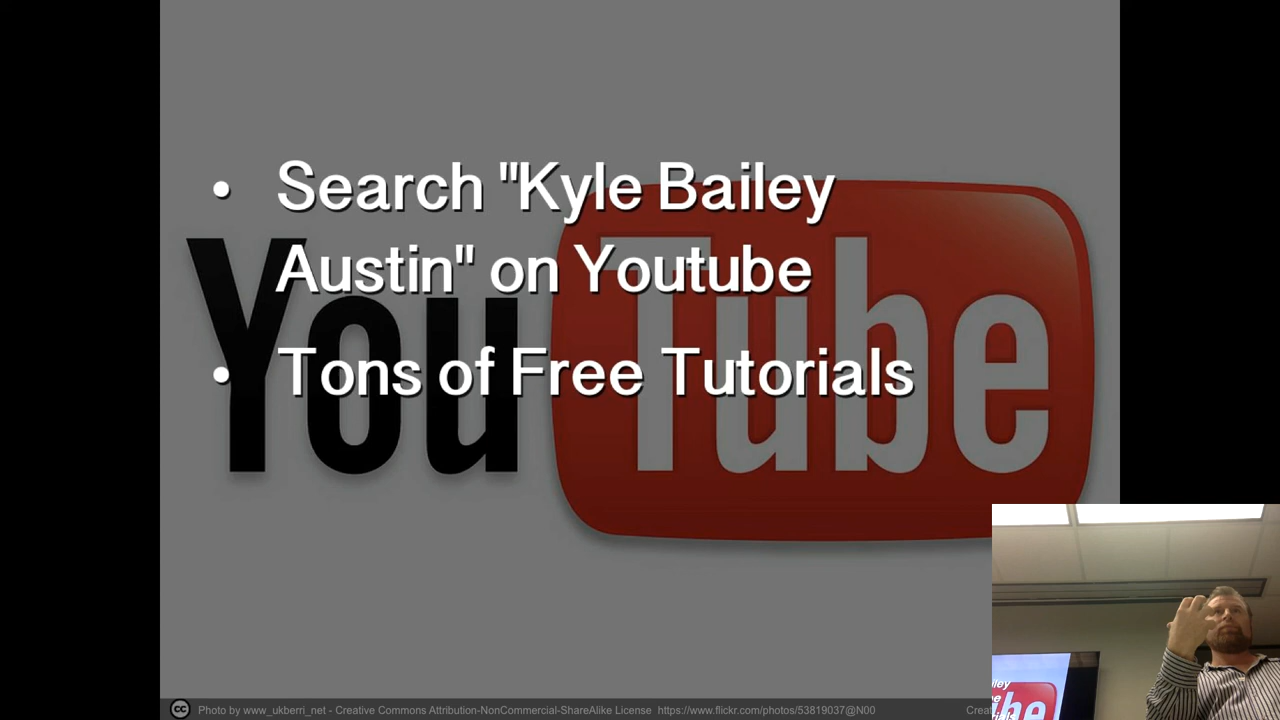 • Search "Kyle Bailey
Austin" on Youtube
• Tons of Free Tutorials
YouTube
Photo by www_ukberri_net - Creative Commons Attribution-NonCommercial-ShareAlike License https://www.flickr.com/photos/53819037@N00